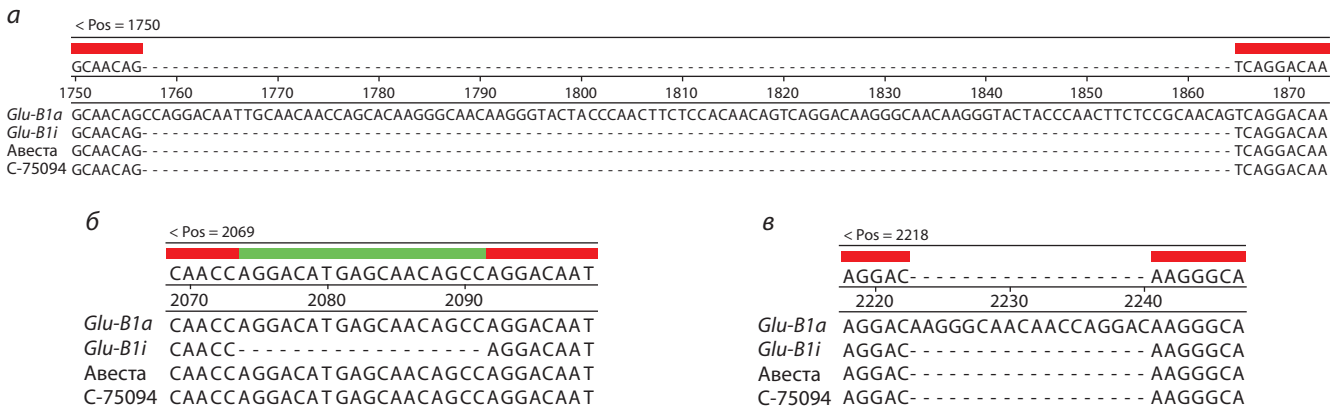 а
< Pos = 1750
GCAACAG- - - - - - - - - - - - - - - - - - - - - - - - - - - - - - - - - - - - - - - - - - - - - - - - - - - - - - - - - - - - - - - - - - - - - - - - - - - - - - - - - - - - - - - - - - - - - - - - - - - - - - - - - - - -TCAGGACAA
1750 1760 1770 1780 1790 1800 1810 1820 1830 1840 1850 1860 1870
Glu-B1a GCAACAGCCAGGACAATTGCAACAACCAGCACAAGGGCAACAAGGGTACTACCCAACTTCTCCACAACAGTCAGGACAAGGGCAACAAGGGTACTACCCAACTTCTCCGCAACAGTCAGGACAA
Glu-B1i GCAACAG- - - - - - - - - - - - - - - - - - - - - - - - - - - - - - - - - - - - - - - - - - - - - - - - - - - - - - - - - - - - - - - - - - - - - - - - - - - - - - - - - - - - - - - - - - - - - - - - - - - - - - - - - - - -TCAGGACAA
Авеста GCAACAG- - - - - - - - - - - - - - - - - - - - - - - - - - - - - - - - - - - - - - - - - - - - - - - - - - - - - - - - - - - - - - - - - - - - - - - - - - - - - - - - - - - - - - - - - - - - - - - - - - - - - - - - - - - -TCAGGACAA
С-75094 GCAACAG- - - - - - - - - - - - - - - - - - - - - - - - - - - - - - - - - - - - - - - - - - - - - - - - - - - - - - - - - - - - - - - - - - - - - - - - - - - - - - - - - - - - - - - - - - - - - - - - - - - - - - - - - - - -TCAGGACAA
б
< Pos = 2069
CAACCAGGACATGAGCAACAGCCAGGACAAT
2070 2080 2090
Glu-B1a CAACCAGGACATGAGCAACAGCCAGGACAAT
Glu-B1i CAACC- - - - - - - - - - - - - - - - - -AGGACAAT
Авеста CAACCAGGACATGAGCAACAGCCAGGACAAT
С-75094 CAACCAGGACATGAGCAACAGCCAGGACAAT
в
< Pos = 2218
AGGAC- - - - - - - - - - - - - - - - - -AAGGGCA
2220 2230 2240
Glu-B1a AGGACAAGGGCAACAACCAGGACAAGGGCA
Glu-B1i AGGAC- - - - - - - - - - - - - - - - - -AAGGGCA
Авеста AGGAC- - - - - - - - - - - - - - - - - -AAGGGCA
С-75094 AGGAC- - - - - - - - - - - - - - - - - -AAGGGCA